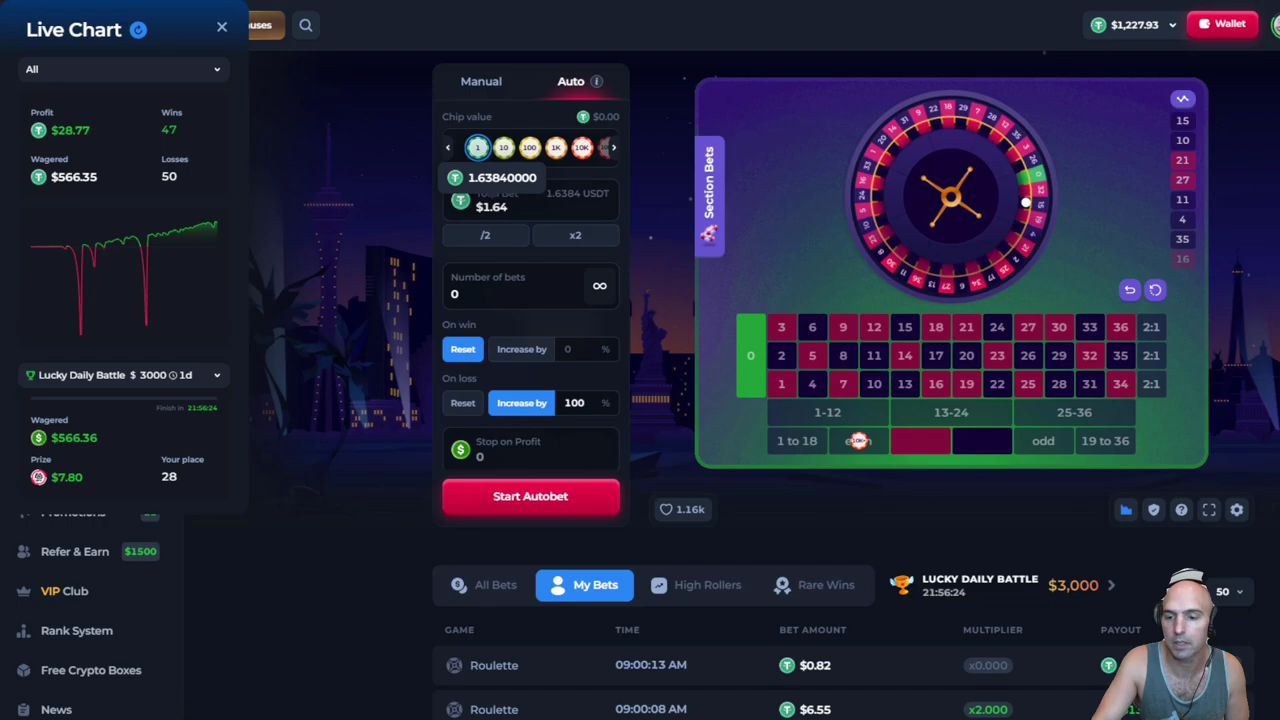 Live Chart
uses
$1,227.93
Wallet
All
Profit
Wins
$28.77
47
Wagered
Losses
$566.35
50
Lucky Daily Battle $ 3000 1d
Finish in 21:56:24
Wagered
$566.36
Prize
Your place
$7.80
28
Refer & Earn $1500
VIP Club
Rank System
Free Crypto Boxes
News
Manual
Auto
Chip value
$0.00
1
10
100
1K
10K
1.63840000
1.6384 USDT
$1.64
/2
x2
Number of bets
0
∞
On win
Reset
Increase by
0
%
On loss
Reset
Increase by
100
%
Stop on Profit
0
Start Autobet
1.16k
Section Bets
15
10
21
27
11
4
35
16
3 6 9 12 15 18 21 24 27 30 33 36 2:1
0
2 5 8 11 14 17 20 23 26 29 32 35 2:1
1 4 7 10 13 16 19 22 25 28 31 34 2:1
1-12
13-24
25-36
1 to 18
10K+
odd
19 to 36
All Bets
My Bets
High Rollers
Rare Wins
LUCKY DAILY BATTLE
21:56:24
$3,000
50
GAME
TIME
BET AMOUNT
MULTIPLIER
PAYOUT
Roulette
09:00:13 AM
$0.82
x0.000
Roulette
09:00:08 AM
$6.55
x2.000